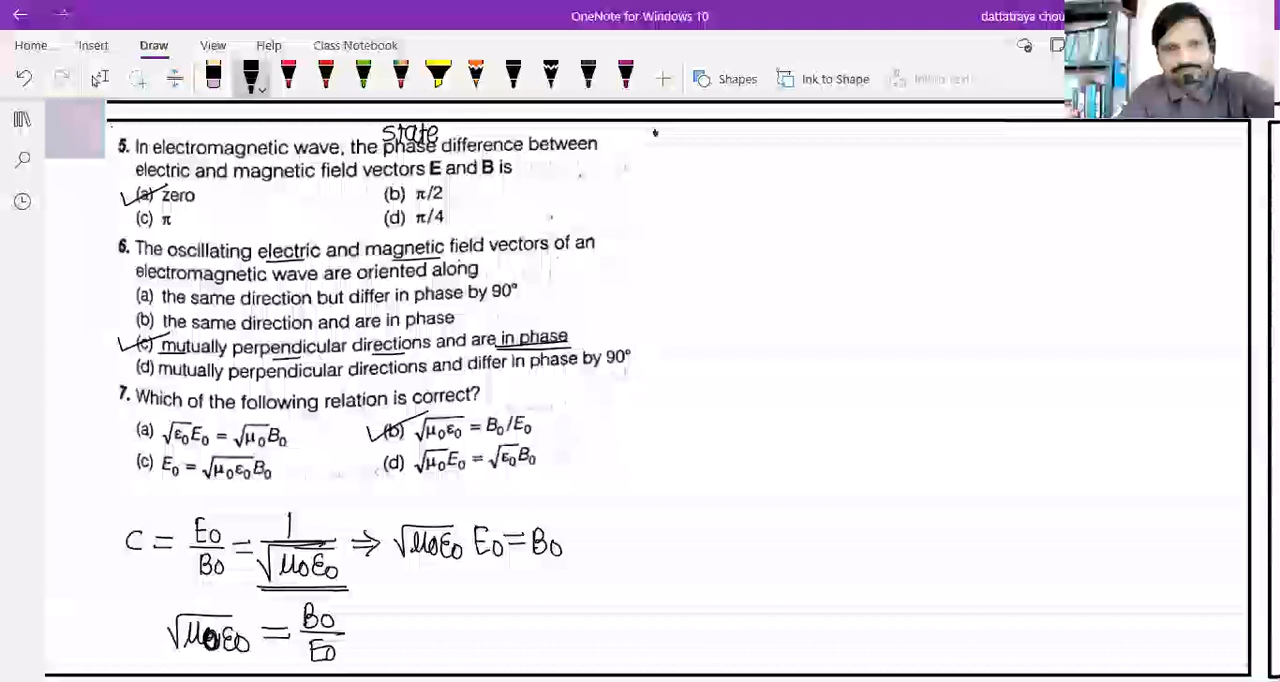 OneNote for Windows 10
dattatraya chou
Home Insert Draw View Help Class Notebook
Shapes Ink to Shape
state
5. In electromagnetic wave, the phase difference between
electric and magnetic field vectors E and B is
(a) zero (b) π/2
(c) π (d) π/4
6. The oscillating electric and magnetic field vectors of an
electromagnetic wave are oriented along
(a) the same direction but differ in phase by 90°
(b) the same direction and are in phase
(c) mutually perpendicular directions and are in phase
(d) mutually perpendicular directions and differ in phase by 90°
7. Which of the following relation is correct?
(a) √ε₀E₀ = √μ₀B₀ (b) √μ₀ε₀ = B₀/E₀
(c) E₀ = √μ₀ε₀B₀ (d) √μ₀E₀ = √ε₀B₀
C = E₀/B₀ = 1/√μ₀ε₀ ⇒ √μ₀ε₀ E₀ = B₀
√μ₀ε₀ = B₀/E₀